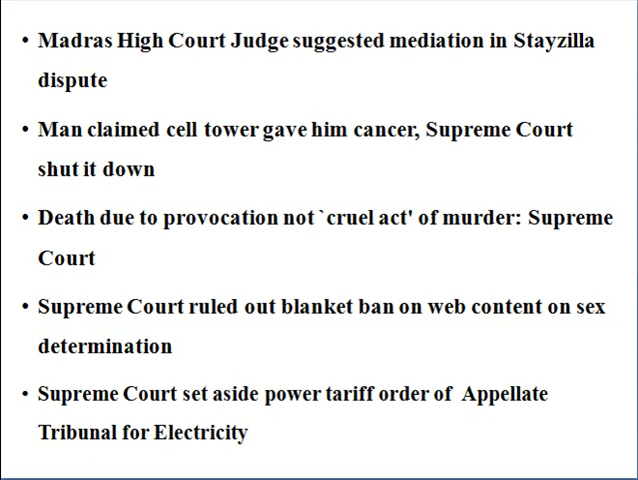 • Madras High Court Judge suggested mediation in Stayzilla
dispute
• Man claimed cell tower gave him cancer, Supreme Court
shut it down
• Death due to provocation not `cruel act' of murder: Supreme
Court
• Supreme Court ruled out blanket ban on web content on sex
determination
• Supreme Court set aside power tariff order of  Appellate
Tribunal for Electricity